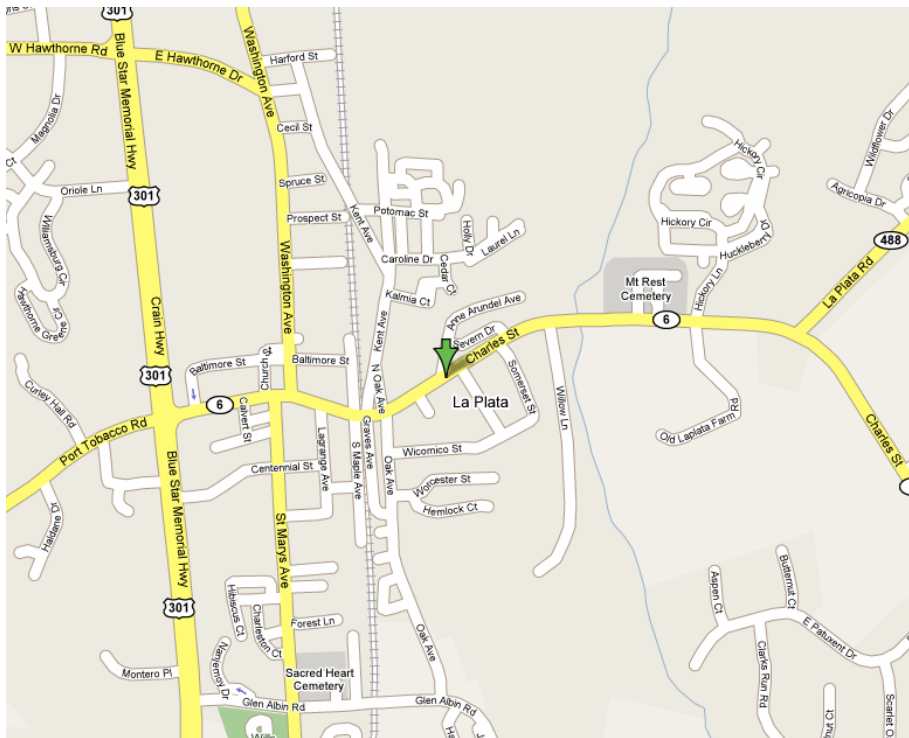 301
W Hawthorne Rd
E Hawthorne Dr
Washington Ave
Harford St
Blue Star Memorial Hwy
Magnolia Dr
Ct
Cecil St
Wildflower Dr
Hickory Cir
Oriole Ln
301
Spruce St
Agricopia Dr
Prospect St
Potomac St
Kent Ave
Holly Dr
Laurel Ln
Hickory Cir
Huckleberry Dr
488
Williamsburg Cir
Washington Ave
Caroline Dr
Cedar Ct
Mt Rest
Cemetery
Hickory Ln
La Plata Rd
Kalmia Ct
Anne Arundel Ave
Hawthorne Greene Cir
Crain Hwy
Kent Ave
Severn Dr
6
Charles St
Baltimore St
Church St
Baltimore St
301
N Oak Ave
Somerset St
Curley Hall Rd
6
Calvert St
La Plata
Willow Ln
Port Tobacco Rd
Lagrange Ave
S Maple Ave
Graves Ave
Old Laplata Farm Rd
Charles St
Wicomico St
Centennial St
Oak Ave
Worcester St
Hemlock Ct
Haldane Dr
Blue Star Memorial Hwy
St Marys Ave
Aspen Ct
Butternut Ct
301
Hibiscus Ct
Charleston Ct
Forest Ln
Oak Ave
E Patuxent Dr
Clarks Run Rd
Montero Pl
Nanjemoy Dr
Sacred Heart
Cemetery
Glen Albin Rd
Glen Albin Rd
Scarlet O
nut Ct
Wills